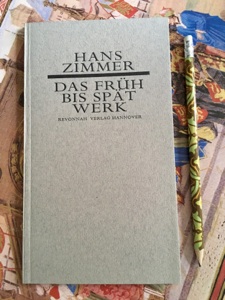 HANS
ZIMMER
DAS FRÜH
BIS SPÄT
WERK
REVONNAH VERLAG HANNOVER